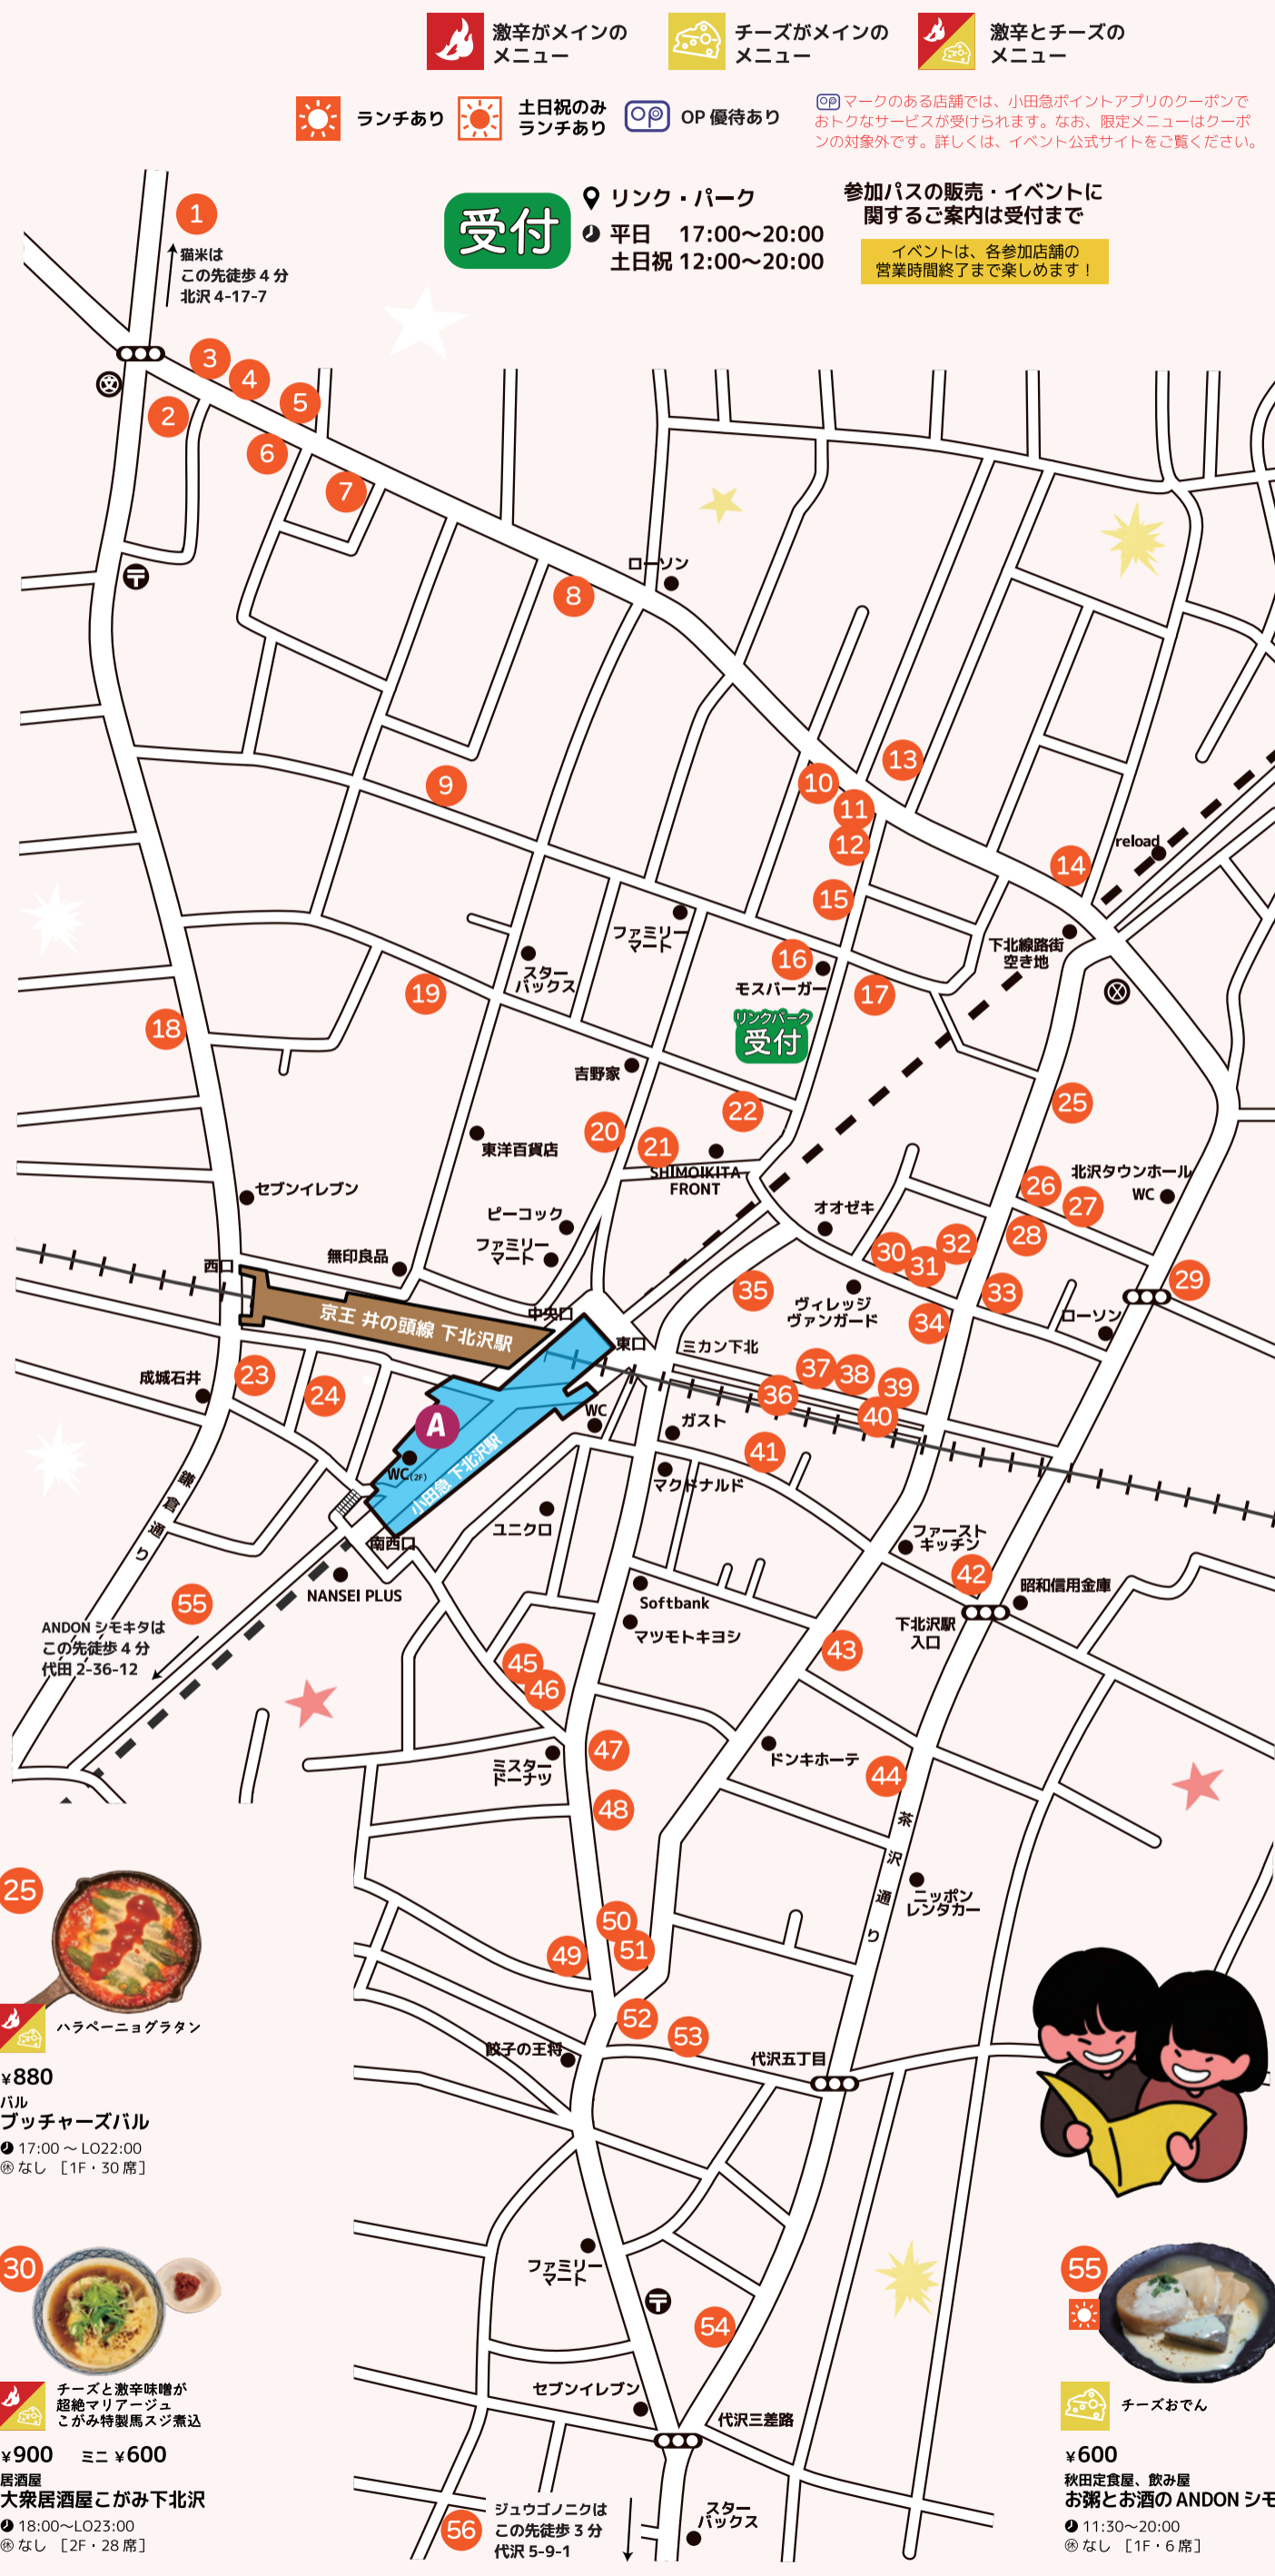 激辛がメインの
メニュー
チーズがメインの
メニュー
激辛とチーズの
メニュー
ランチあり
土日祝のみ
ランチあり
OP
OP 優待あり
OP マークのある店舗では、小田急ポイントアプリのクーポンで
おトクなサービスが受けられます。なお、限定メニューはクーポ
ンの対象外です。詳しくは、イベント公式サイトをご覧ください。
受付
リンク・パーク
平日 17:00〜20:00
土日祝 12:00〜20:00
参加パスの販売・イベントに
関するご案内は受付まで
イベントは、各参加店舗の
営業時間終了まで楽しめます！
1
猫米は
この先徒歩 4 分
北沢 4-17-7
3
4
5
2
6
7
〒
ローソン
8
13
9
10
11
12
14
reload
15
ファミリー
マート
下北線路街
空き地
16
スター
バックス
モスバーガー
17
19
リンクパーク
受付
18
吉野家
22
25
20
21
東洋百貨店
SHIMOIKITA
FRONT
26
北沢タウンホール
WC
27
セブンイレブン
ピーコック
オオゼキ
28
ファミリー
マート
30
31
32
無印良品
西口
29
35
33
ヴィレッジ
ヴァンガード
ローソン
京王 井の頭線 下北沢駅
中央口
34
東口
ミカン下北
成城石井
23
24
37
38
39
36
40
A
WC
ガスト
41
WC(2F)
小田急 下北沢駅
マクドナルド
鎌倉通り
ユニクロ
南西口
ファースト
キッチン
42
NANSEI PLUS
昭和信用金庫
55
Softbank
下北沢駅
入口
ANDON シモキタは
この先徒歩 4 分
代田 2-36-12
マツモトキヨシ
43
45
46
47
ミスター
ドーナツ
ドンキホーテ
44
48
茶沢通り
25
ニッポン
レンタカー
50
49
51
ハラペーニョグラタン
52
53
餃子の王将
代沢五丁目
¥880
バル
ブッチャーズバル
17:00 〜 LO22:00
㊡ なし ［1F・30 席］
30
ファミリー
マート
55
〒
54
チーズと激辛味噌が
超絶マリアージュ
こがみ特製馬スジ煮込
セブンイレブン
チーズおでん
代沢三差路
¥900 ミニ ¥600
¥600
居酒屋
大衆居酒屋こがみ下北沢
18:00〜LO23:00
㊡ なし ［2F・28 席］
秋田定食屋、飲み屋
お粥とお酒の ANDON シモ
11:30〜20:00
㊡ なし ［1F・6 席］
56
ジュウゴノニクは
この先徒歩 3 分
代沢 5-9-1
スター
バックス